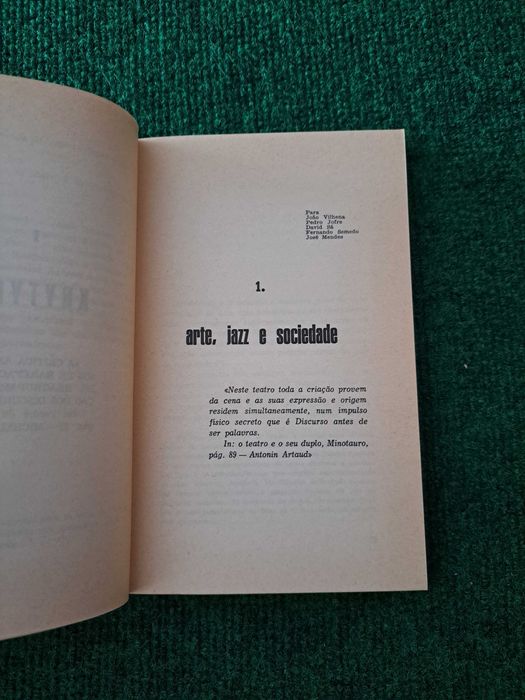 Para
João Vilhena
Pedro Jofre
David Sá
Fernando Semedo
José Mendes
1.
arte, jazz e sociedade
«Neste teatro toda a criação provem
da cena e as suas expressão e origem
residem simultaneamente, num impulso
físico secreto que é Discurso antes de
ser palavras.
In: o teatro e o seu duplo, Minotauro,
pág. 89 — Antonin Artaud»